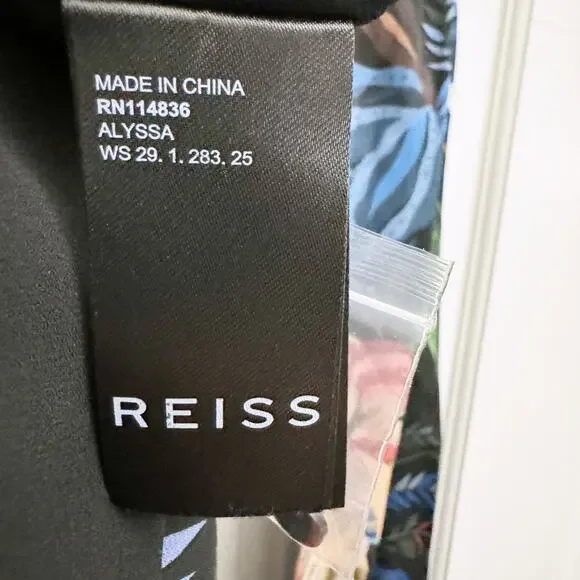 MADE IN CHINA
RN114836
ALYSSA
WS 29. 1. 283. 25
REISS